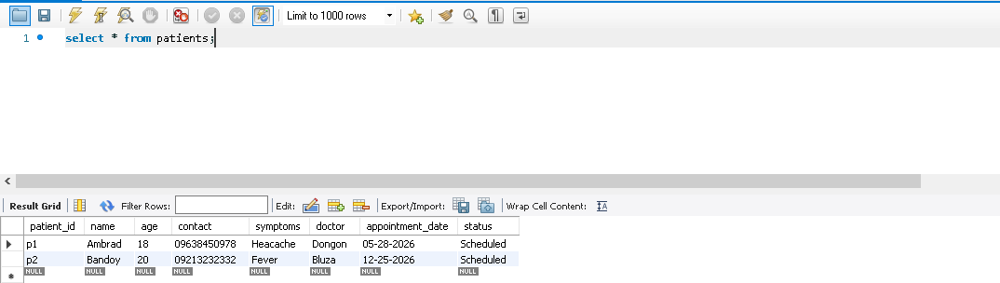 Limit to 1000 rows
1 select * from patients;
Result Grid Filter Rows: Edit: Export/Import: Wrap Cell Content: IA
patient_id name age contact symptoms doctor appointment_date status
p1 Ambrad 18 09638450978 Heacache Dongon 05-28-2026 Scheduled
p2 Bandoy 20 09213232332 Fever Bluza 12-25-2026 Scheduled
NULL NULL NULL NULL NULL NULL NULL NULL